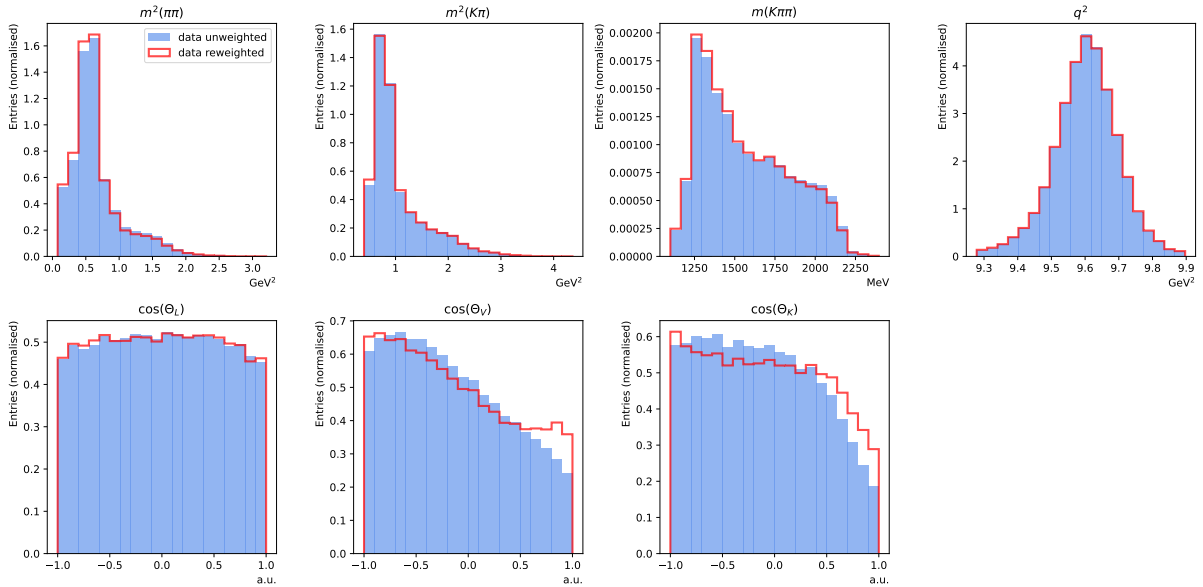 m²(ππ)
Entries (normalised)
data unweighted
data reweighted
0.0 0.2 0.4 0.6 0.8 1.0 1.2 1.4 1.6
0.0 0.5 1.0 1.5 2.0 2.5 3.0
GeV²
m²(Kπ)
Entries (normalised)
0.0 0.2 0.4 0.6 0.8 1.0 1.2 1.4 1.6
1 2 3 4
GeV²
m(Kππ)
Entries (normalised)
0.00000 0.00025 0.00050 0.00075 0.00100 0.00125 0.00150 0.00175 0.00200
1250 1500 1750 2000 2250
MeV
q²
Entries (normalised)
0 1 2 3 4
9.3 9.4 9.5 9.6 9.7 9.8 9.9
GeV²
cos(Θ_L)
Entries (normalised)
0.0 0.1 0.2 0.3 0.4 0.5
−1.0 −0.5 0.0 0.5 1.0
a.u.
cos(Θ_V)
Entries (normalised)
0.0 0.1 0.2 0.3 0.4 0.5 0.6 0.7
−1.0 −0.5 0.0 0.5 1.0
a.u.
cos(Θ_K)
Entries (normalised)
0.0 0.1 0.2 0.3 0.4 0.5 0.6
−1.0 −0.5 0.0 0.5 1.0
a.u.